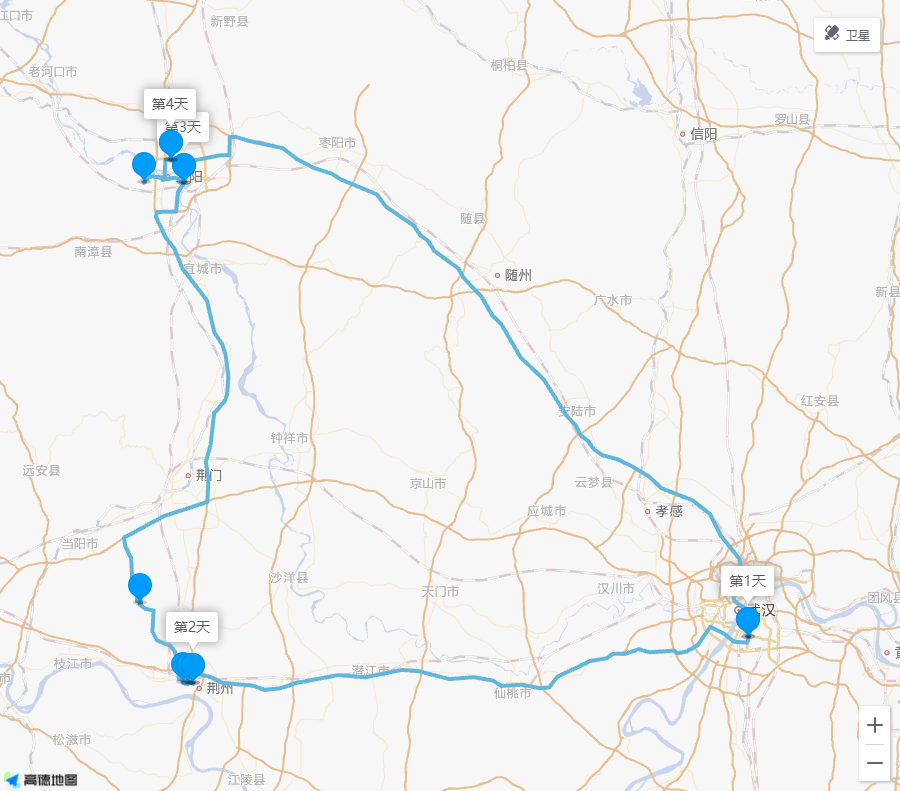 新野县
老河口市
桐柏县
卫星
第4天
第3天
枣阳市
信阳
罗山县
阳
随县
南漳县
宜城市
随州
广水市
新县
安陆市
红安县
钟祥市
远安县
荆门
京山市
云梦县
应城市
孝感
当阳市
沙洋县
天门市
汉川市
第1天
武汉
团风县
第2天
枝江市
潜江市
仙桃市
荆州
松滋市
江陵县
高德地图